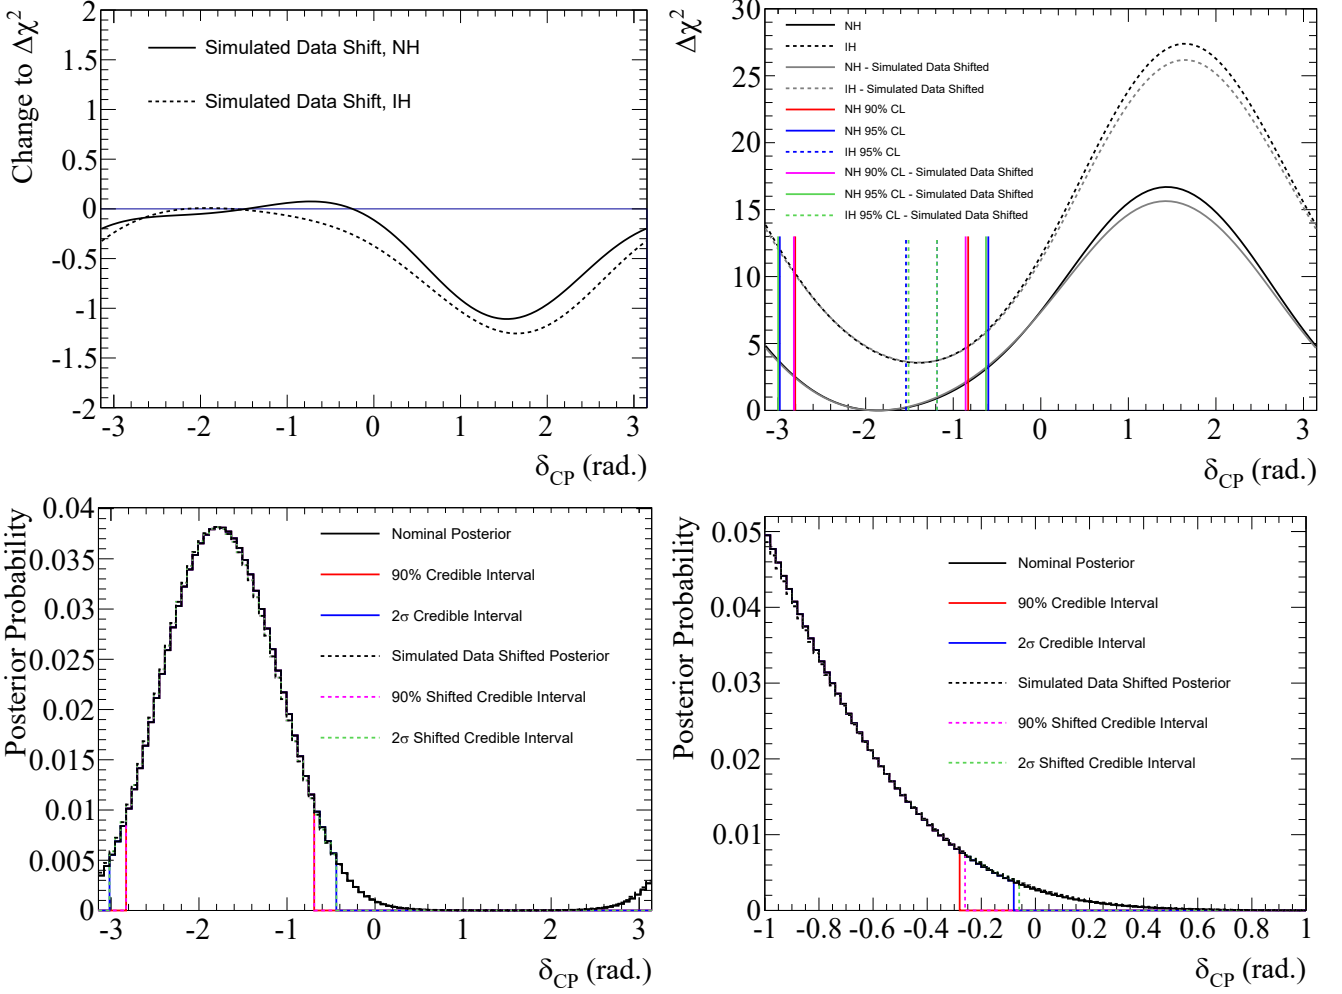 Change to Δχ²
2
1.5
1
0.5
0
-0.5
-1
-1.5
-2
Simulated Data Shift, NH
Simulated Data Shift, IH
-3 -2 -1 0 1 2 3
δCP (rad.)
Δχ²
30
25
20
15
10
5
0
NH
IH
NH - Simulated Data Shifted
IH - Simulated Data Shifted
NH 90% CL
NH 95% CL
IH 95% CL
NH 90% CL - Simulated Data Shifted
NH 95% CL - Simulated Data Shifted
IH 95% CL - Simulated Data Shifted
-3 -2 -1 0 1 2 3
δCP (rad.)
Posterior Probability
0.04
0.035
0.03
0.025
0.02
0.015
0.01
0.005
0
Nominal Posterior
90% Credible Interval
2σ Credible Interval
Simulated Data Shifted Posterior
90% Shifted Credible Interval
2σ Shifted Credible Interval
-3 -2 -1 0 1 2 3
δCP (rad.)
Posterior Probability
0.05
0.04
0.03
0.02
0.01
0
Nominal Posterior
90% Credible Interval
2σ Credible Interval
Simulated Data Shifted Posterior
90% Shifted Credible Interval
2σ Shifted Credible Interval
-1 -0.8 -0.6 -0.4 -0.2 0 0.2 0.4 0.6 0.8 1
δCP (rad.)